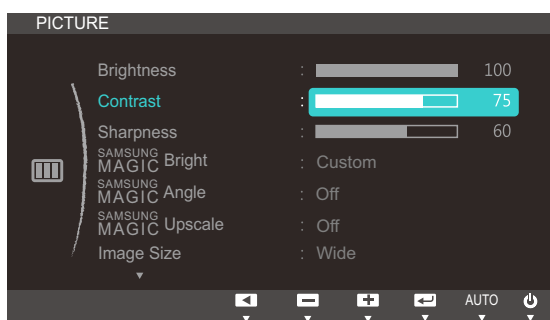 PICTURE
Brightness : 100
Contrast : 75
Sharpness : 60
SAMSUNG MAGIC Bright : Custom
SAMSUNG MAGIC Angle : Off
SAMSUNG MAGIC Upscale : Off
Image Size : Wide
AUTO